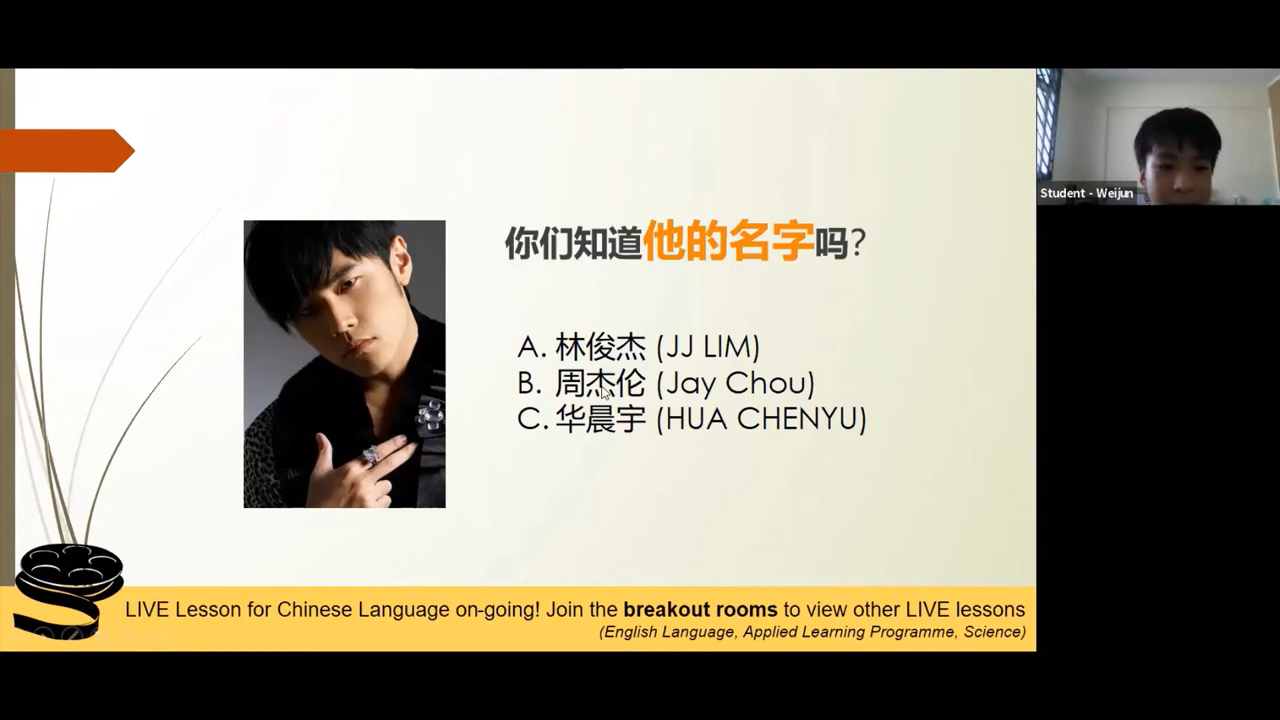 你们知道他的名字吗?
A. 林俊杰 (JJ LIM)
B. 周杰伦 (Jay Chou)
C. 华晨宇 (HUA CHENYU)
Student - Weijun
LIVE Lesson for Chinese Language on-going! Join the breakout rooms to view other LIVE lessons
(English Language, Applied Learning Programme, Science)